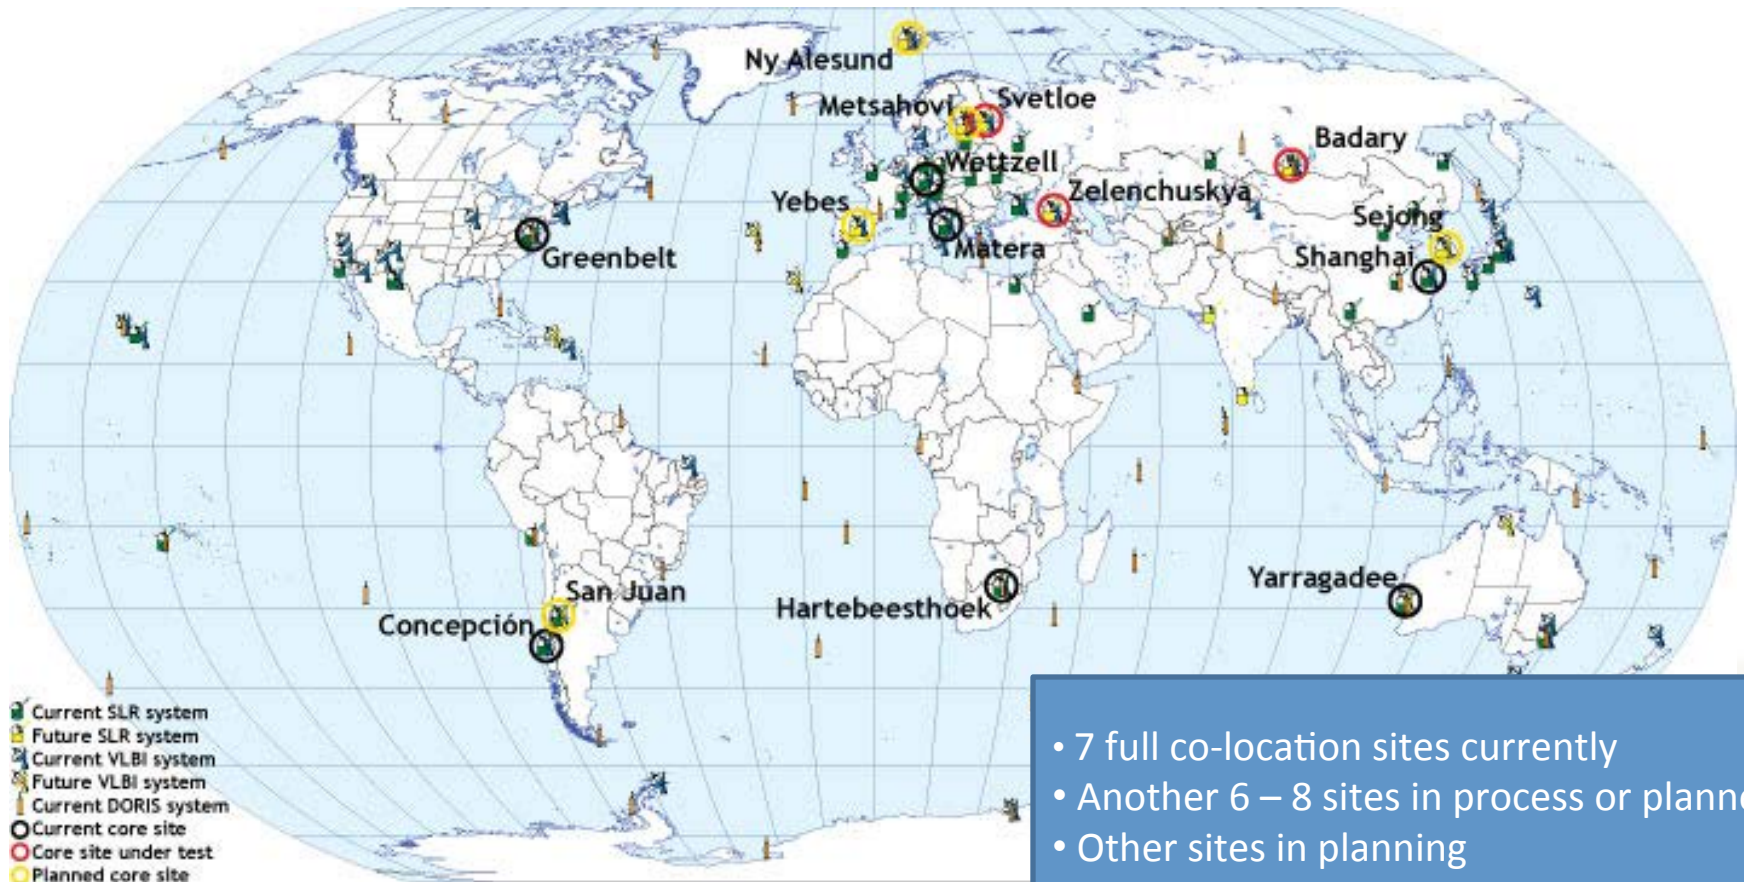 Ny Alesund
Metsahovi
Svetloe
Badary
Wettzell
Yebes
Zelenchuskya
Sejong
Greenbelt
Matera
Shanghai
San Juan
Concepción
Hartebeesthoek
Yarragadee
Current SLR system
Future SLR system
Current VLBI system
Future VLBI system
Current DORIS system
Current core site
Core site under test
Planned core site
• 7 full co-location sites currently
• Another 6 – 8 sites in process or planne
• Other sites in planning